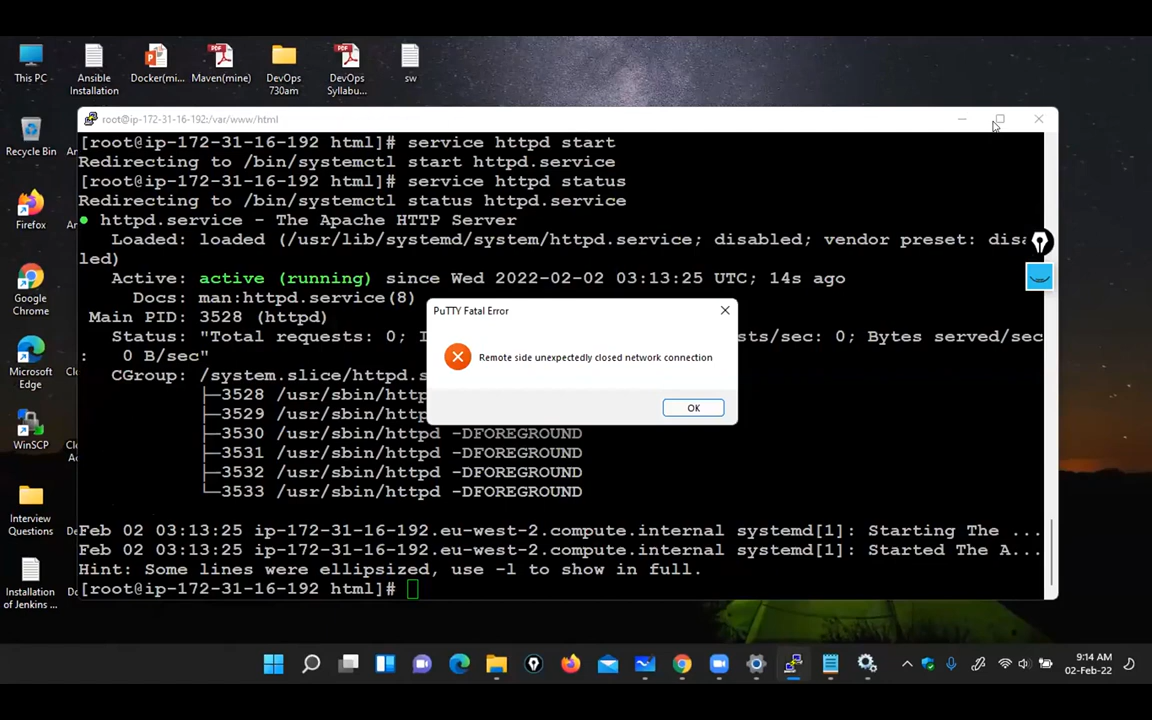 This PC
Ansible
Installation
Docker(mi...
Maven(mine)
DevOps
730am
DevOps
Syllabu...
sw
root@ip-172-31-16-192:/var/www/html
Recycle Bin
Firefox
Google
Chrome
Microsoft
Edge
WinSCP
Interview
Questions
Installation
of Jenkins ...
[root@ip-172-31-16-192 html]# service httpd start
Redirecting to /bin/systemctl start httpd.service
[root@ip-172-31-16-192 html]# service httpd status
Redirecting to /bin/systemctl status httpd.service
● httpd.service - The Apache HTTP Server
Loaded: loaded (/usr/lib/systemd/system/httpd.service; disabled; vendor preset: disa
led)
Active: active (running) since Wed 2022-02-02 03:13:25 UTC; 14s ago
Docs: man:httpd.service(8)
Main PID: 3528 (httpd)
Status: "Total requests: 0; sts/sec: 0; Bytes served/sec
: 0 B/sec"
CGroup: /system.slice/httpd.s
├─3528 /usr/sbin/httpd
├─3529 /usr/sbin/httpd
├─3530 /usr/sbin/httpd -DFOREGROUND
├─3531 /usr/sbin/httpd -DFOREGROUND
├─3532 /usr/sbin/httpd -DFOREGROUND
└─3533 /usr/sbin/httpd -DFOREGROUND
Feb 02 03:13:25 ip-172-31-16-192.eu-west-2.compute.internal systemd[1]: Starting The ...
Feb 02 03:13:25 ip-172-31-16-192.eu-west-2.compute.internal systemd[1]: Started The A...
Hint: Some lines were ellipsized, use -l to show in full.
[root@ip-172-31-16-192 html]#
PuTTY Fatal Error
Remote side unexpectedly closed network connection
OK
9:14 AM
02-Feb-22